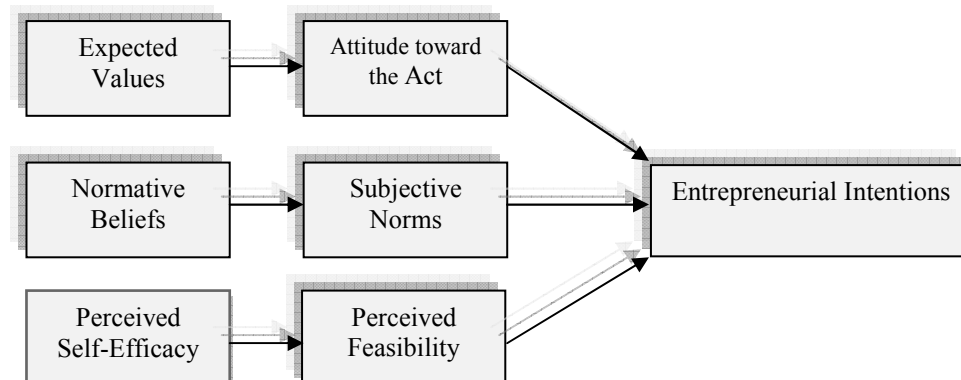 Expected
Values
Attitude toward
the Act
Normative
Beliefs
Subjective
Norms
Entrepreneurial Intentions
Perceived
Self-Efficacy
Perceived
Feasibility